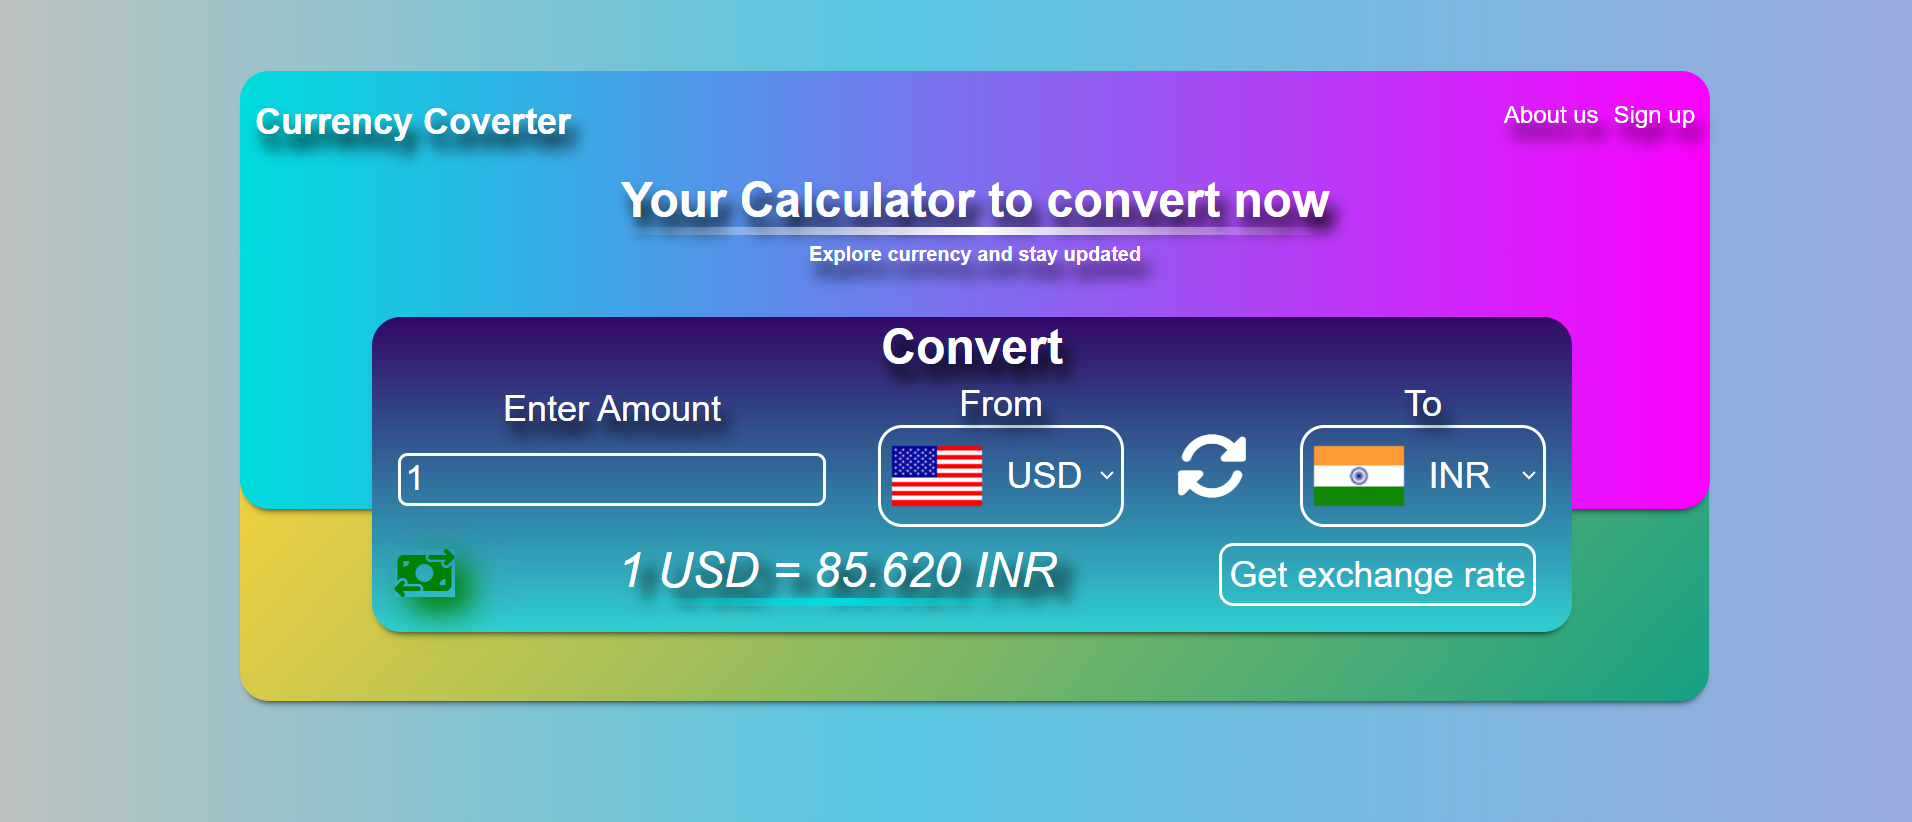 Currency Coverter
About us Sign up
Your Calculator to convert now
Explore currency and stay updated
Convert
Enter Amount
From
To
1
USD
INR
1 USD = 85.620 INR
Get exchange rate